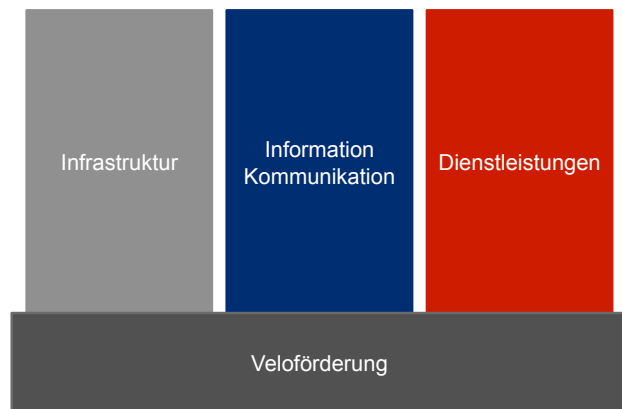 Infrastruktur
Information
Kommunikation
Dienstleistungen
Veloförderung